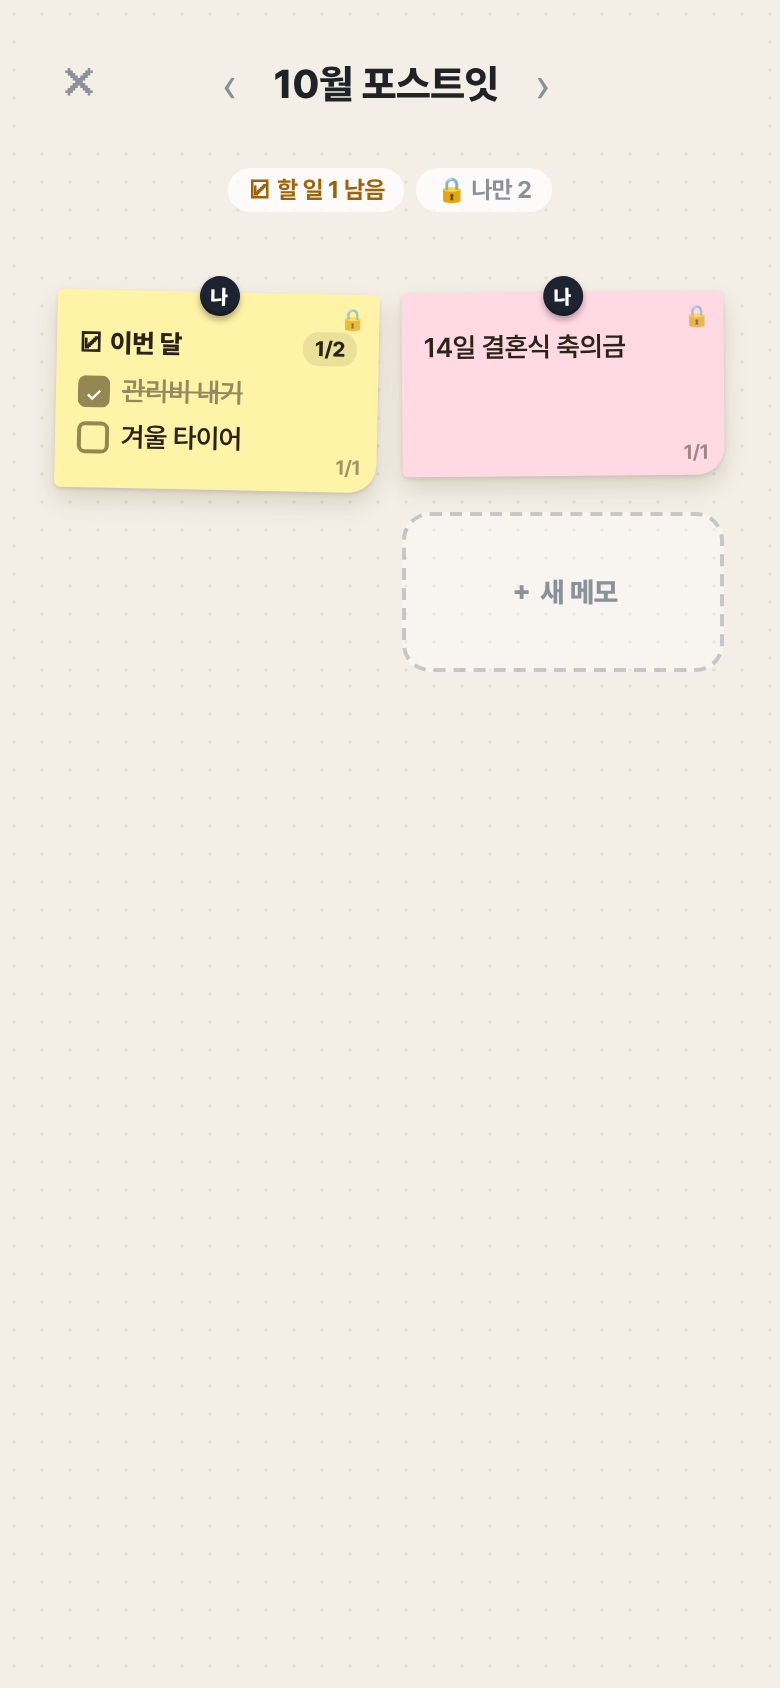 10월 포스트잇
☑ 할 일 1 남음
🔒 나만 2
나
☑ 이번 달
1/2
관리비 내기
겨울 타이어
1/1
나
14일 결혼식 축의금
1/1
+ 새 메모